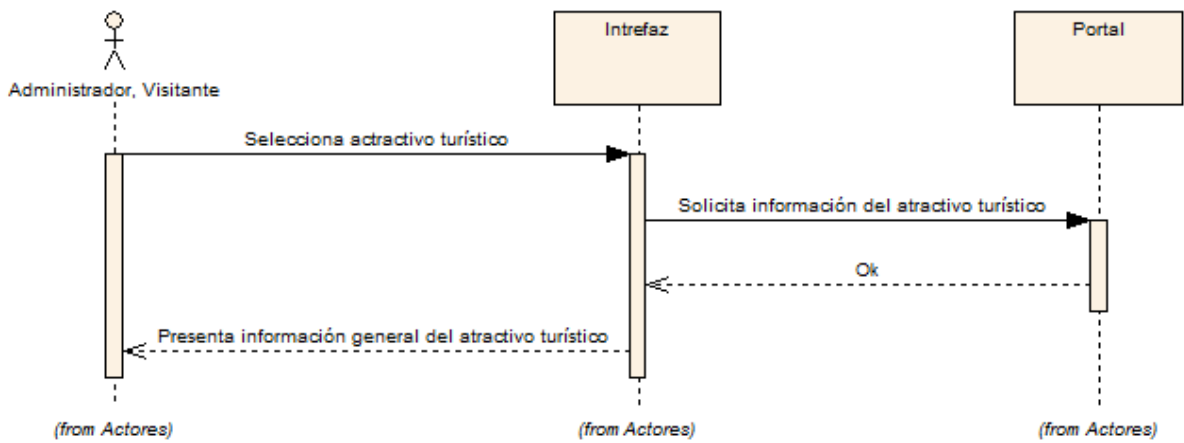 Intrefaz
Portal
Administrador, Visitante
Selecciona actractivo turístico
Solicita información del atractivo turístico
Ok
Presenta información general del atractivo turístico
(from Actores)
(from Actores)
(from Actores)